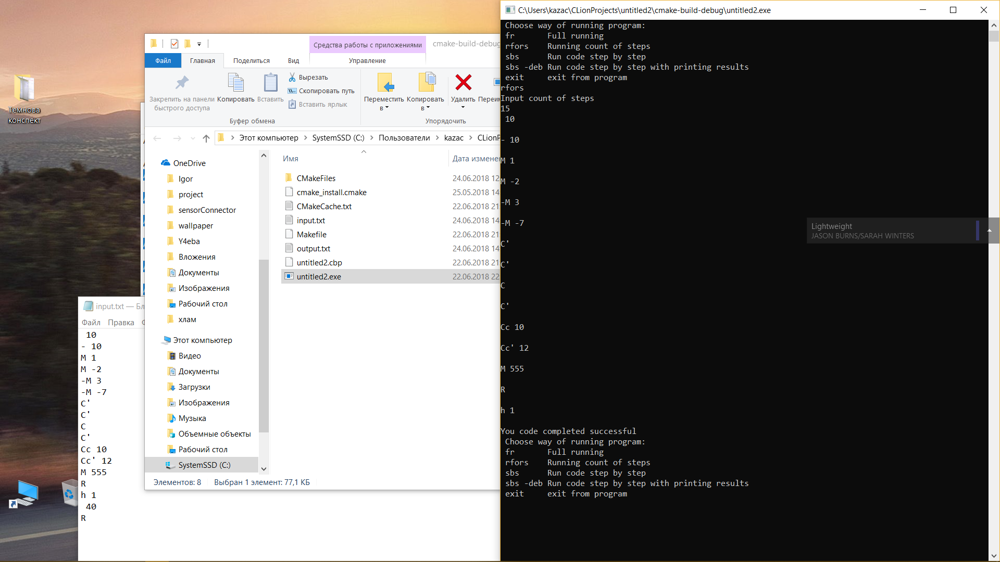 Темнова
конспект
Средства работы с приложениями
cmake-build-debug
Файл
Главная
Поделиться
Вид
Управление
Закрепить на панели
быстрого доступа
Копировать
Вставить
Вырезать
Скопировать путь
Вставить ярлык
Буфер обмена
Переместить
в
Копировать
в
Удалить
Упорядочить
Этот компьютер
SystemSSD (C:)
Пользователи
kazac
OneDrive
Igor
project
sensorConnector
wallpaper
Y4eba
Вложения
Документы
Изображения
Рабочий стол
хлам
Этот компьютер
Видео
Документы
Загрузки
Изображения
Музыка
Объемные объекты
Рабочий стол
SystemSSD (C:)
Имя
CMakeFiles 24.06.2018 12
cmake_install.cmake 25.05.2018 14
CMakeCache.txt 22.06.2018 21
input.txt 24.06.2018 14
Makefile 22.06.2018 21
output.txt 24.06.2018 14
untitled2.cbp 22.06.2018 21
untitled2.exe 22.06.2018 22
Элементов: 8 Выбран 1 элемент: 77,1 КБ
input.txt —
Файл Правка
10
- 10
M 1
M -2
-M 3
-M -7
C'
C'
C
C'
Cc 10
Cc' 12
M 555
R
h 1
40
R
C:\Users\kazac\CLionProjects\untitled2\cmake-build-debug\untitled2.exe
Choose way of running program:
fr Full running
rfors Running count of steps
sbs Run code step by step
sbs -deb Run code step by step with printing results
exit exit from program
rfors
Input count of steps
15
10
- 10
M 1
M -2
-M 3
-M -7
C'
C'
C
C'
Cc 10
Cc' 12
M 555
R
h 1
You code completed successful
Choose way of running program:
fr Full running
rfors Running count of steps
sbs Run code step by step
sbs -deb Run code step by step with printing results
exit exit from program
Lightweight
JASON BURNS/SARAH WINTERS